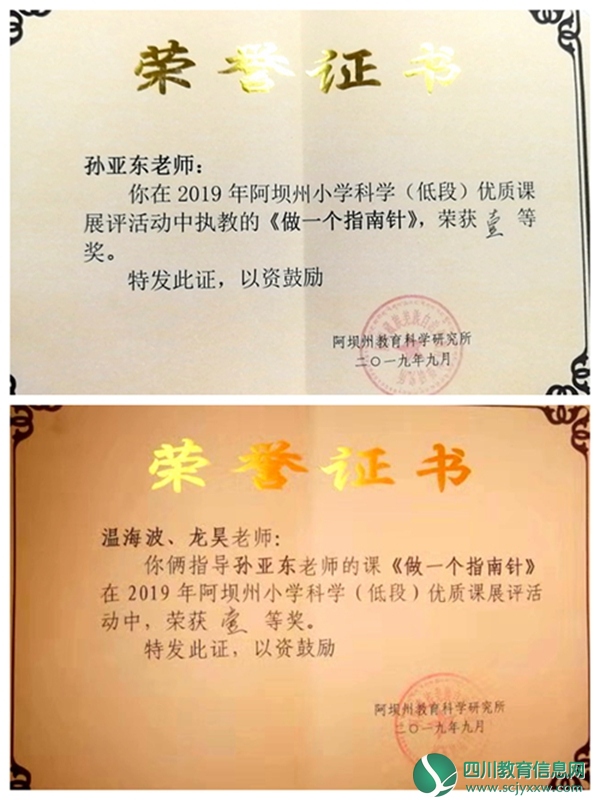 荣誉证书
孙亚东老师：
你在2019年阿坝州小学科学（低段）优质课
展评活动中执教的《做一个指南针》，荣获壹等
奖。
特发此证，以资鼓励
阿坝州教育科学研究所
二〇一九年九月
荣誉证书
温海波、龙昊老师：
你俩指导孙亚东老师的课《做一个指南针》
在2019年阿坝州小学科学（低段）优质课展评活
动中，荣获壹等奖。
特发此证，以资鼓励
阿坝州教育科学研究所
二〇一九年九月
四川教育信息网
www.scjyxxw.com